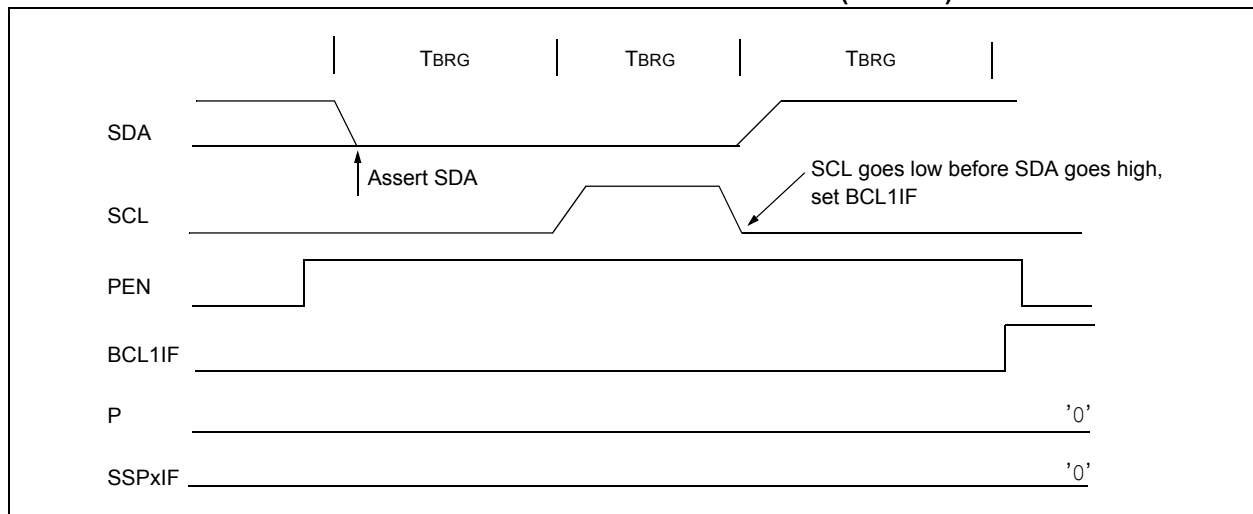 TBRG TBRG TBRG
SDA
Assert SDA
SCL goes low before SDA goes high,
set BCL1IF
SCL
PEN
BCL1IF
P '0'
SSPxIF '0'